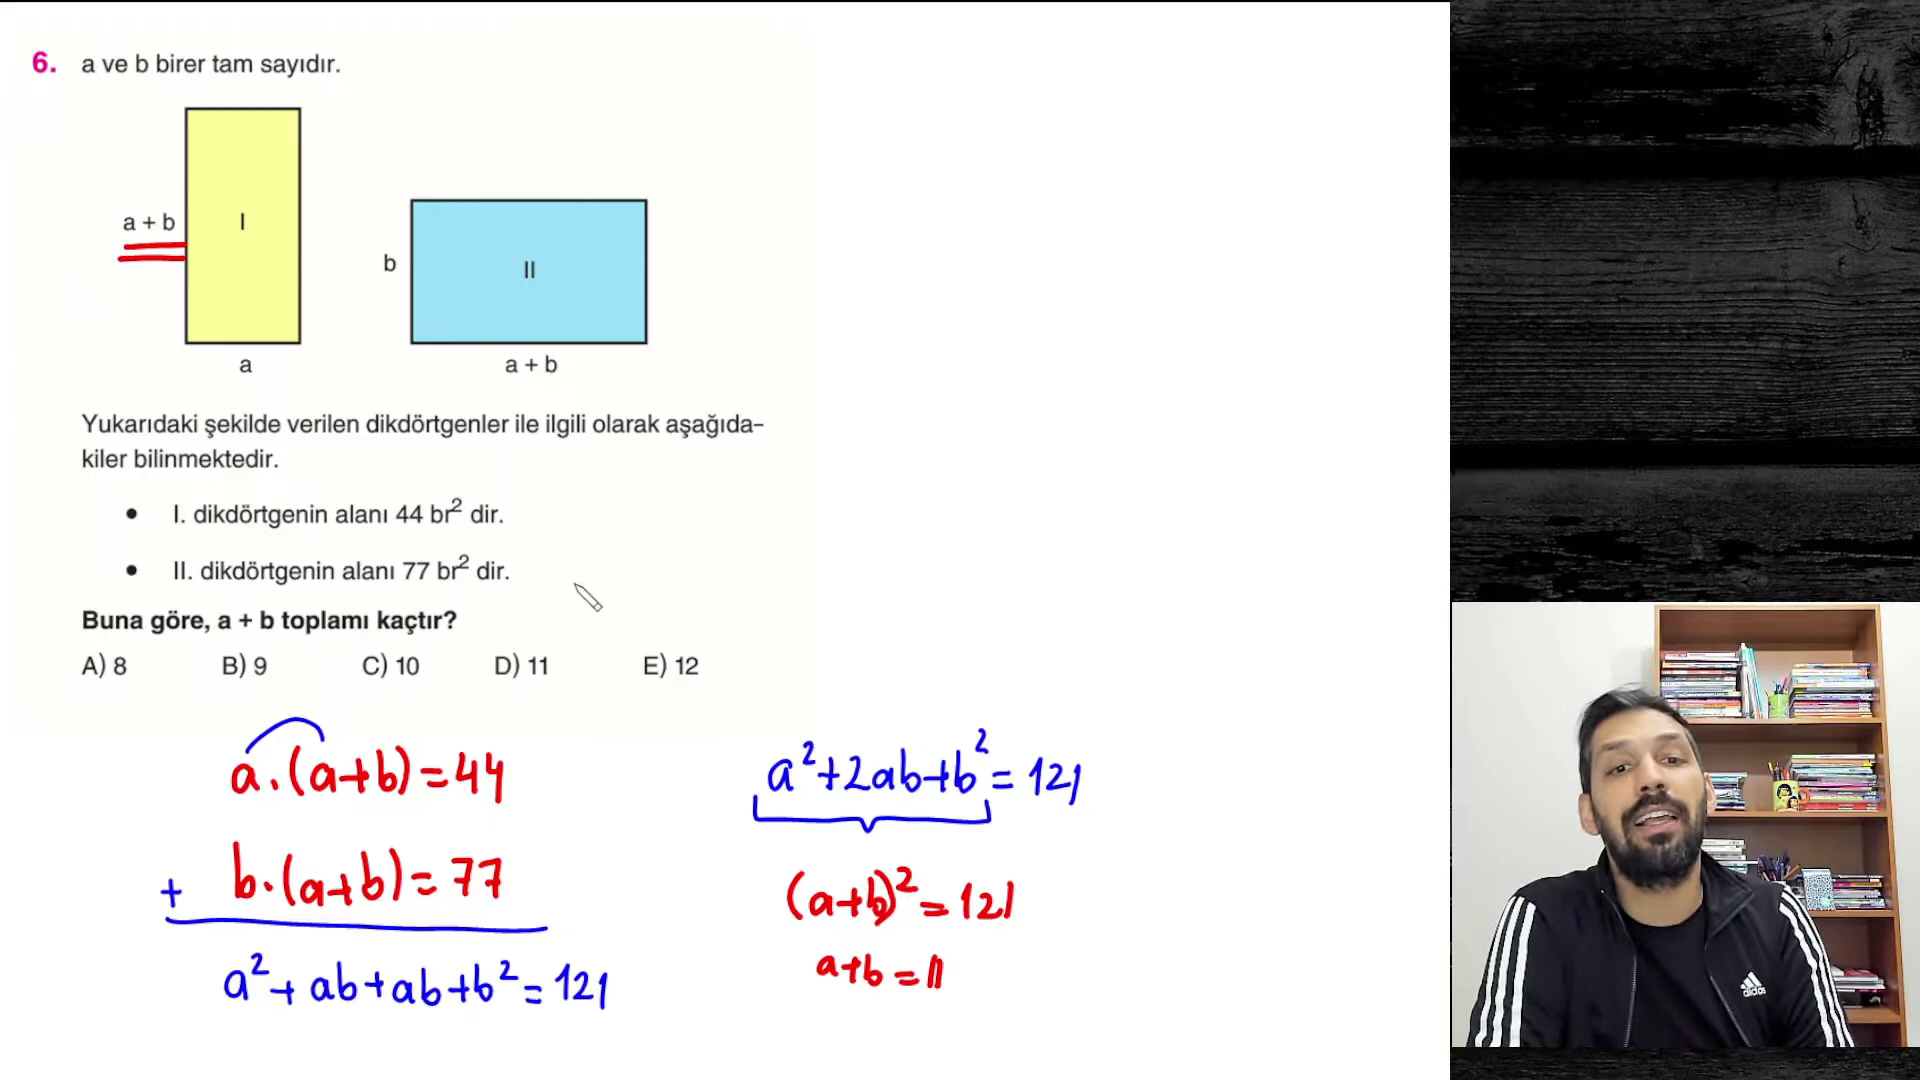 6. a ve b birer tam sayıdır.
a + b
I
a
b
II
a + b
Yukarıdaki şekilde verilen dikdörtgenler ile ilgili olarak aşağıda-
kiler bilinmektedir.
• I. dikdörtgenin alanı 44 br² dir.
• II. dikdörtgenin alanı 77 br² dir.
Buna göre, a + b toplamı kaçtır?
A) 8 B) 9 C) 10 D) 11 E) 12
a.(a+b)=44
+ b.(a+b)=77
a²+ab+ab+b²=121
a²+2ab+b²=121
(a+b)²=121
a+b=11
adidas